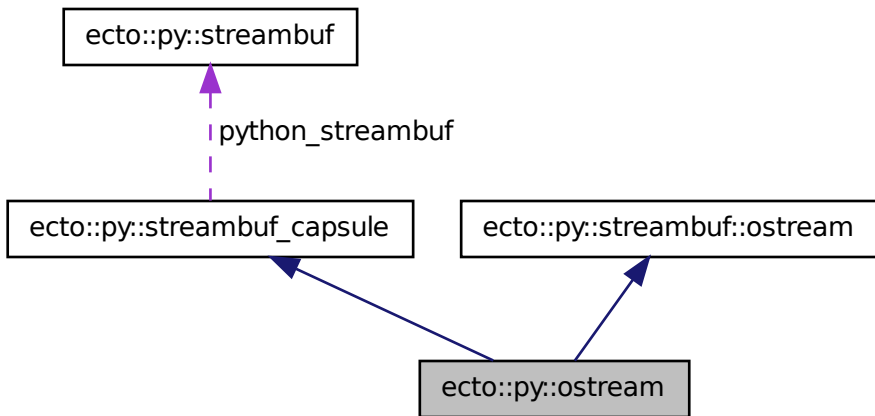 ecto::py::streambuf
python_streambuf
ecto::py::streambuf_capsule
ecto::py::streambuf::ostream
ecto::py::ostream